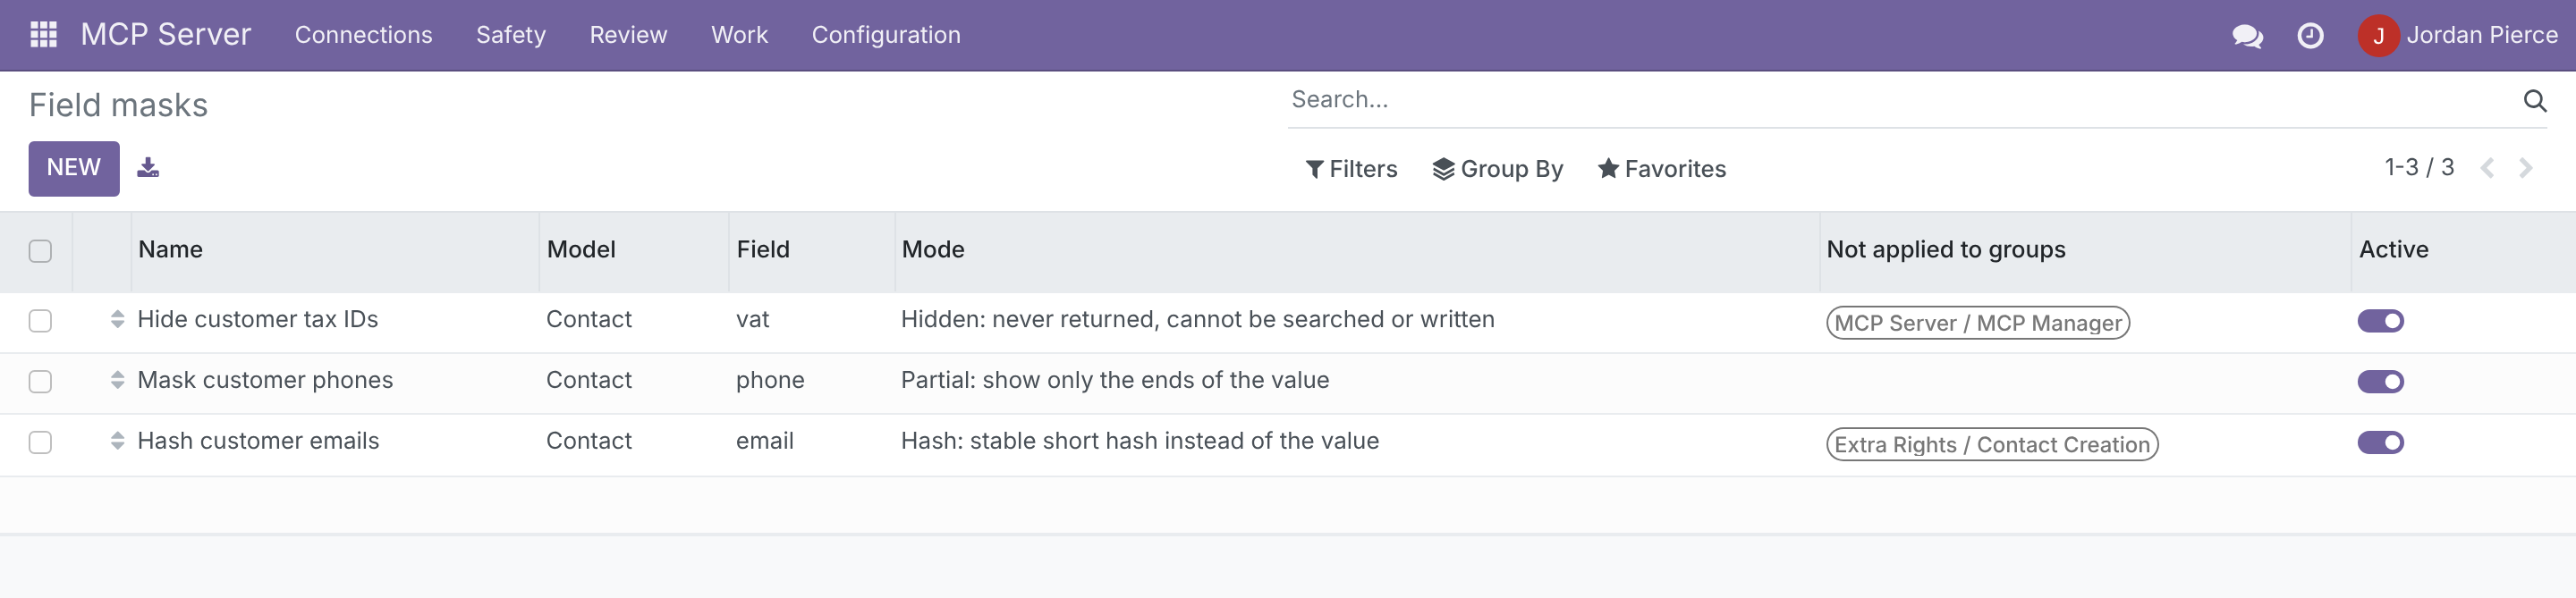 MCP Server Connections Safety Review Work Configuration J Jordan Pierce
Field masks Search...
NEW Filters Group By Favorites 1-3 / 3
Name Model Field Mode Not applied to groups Active
Hide customer tax IDs Contact vat Hidden: never returned, cannot be searched or written MCP Server / MCP Manager
Mask customer phones Contact phone Partial: show only the ends of the value
Hash customer emails Contact email Hash: stable short hash instead of the value Extra Rights / Contact Creation